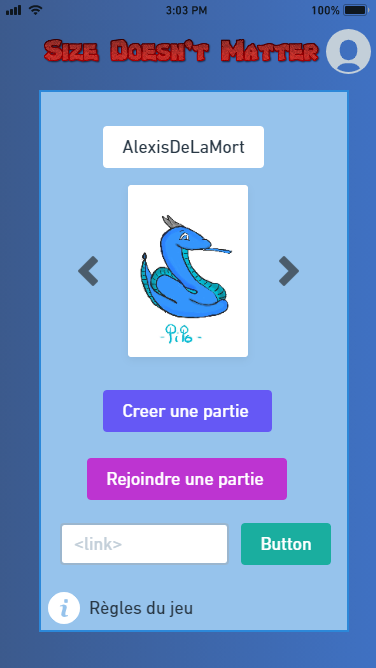 3:03 PM
100%
Size Doesn't Matter
AlexisDeLaMort
-PiPo-
Creer une partie
Rejoindre une partie
<link>
Button
i
Règles du jeu